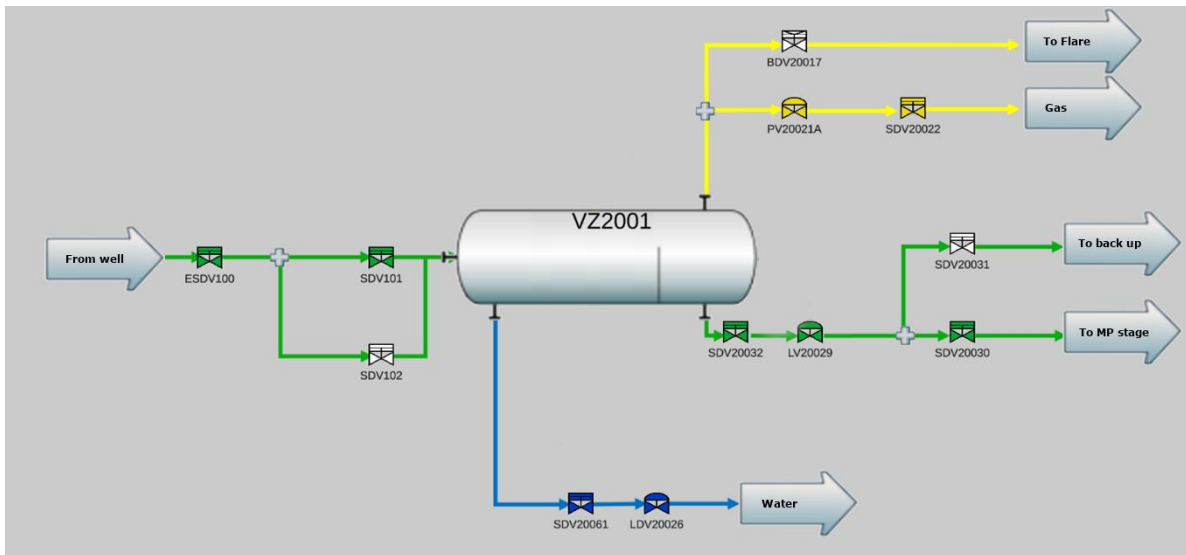 To Flare
BDV20017
Gas
PV20021A
SDV20022
VZ2001
From well
ESDV100
SDV101
SDV102
To back up
SDV20031
To MP stage
SDV20032
LV20029
SDV20030
Water
SDV20061
LDV20026